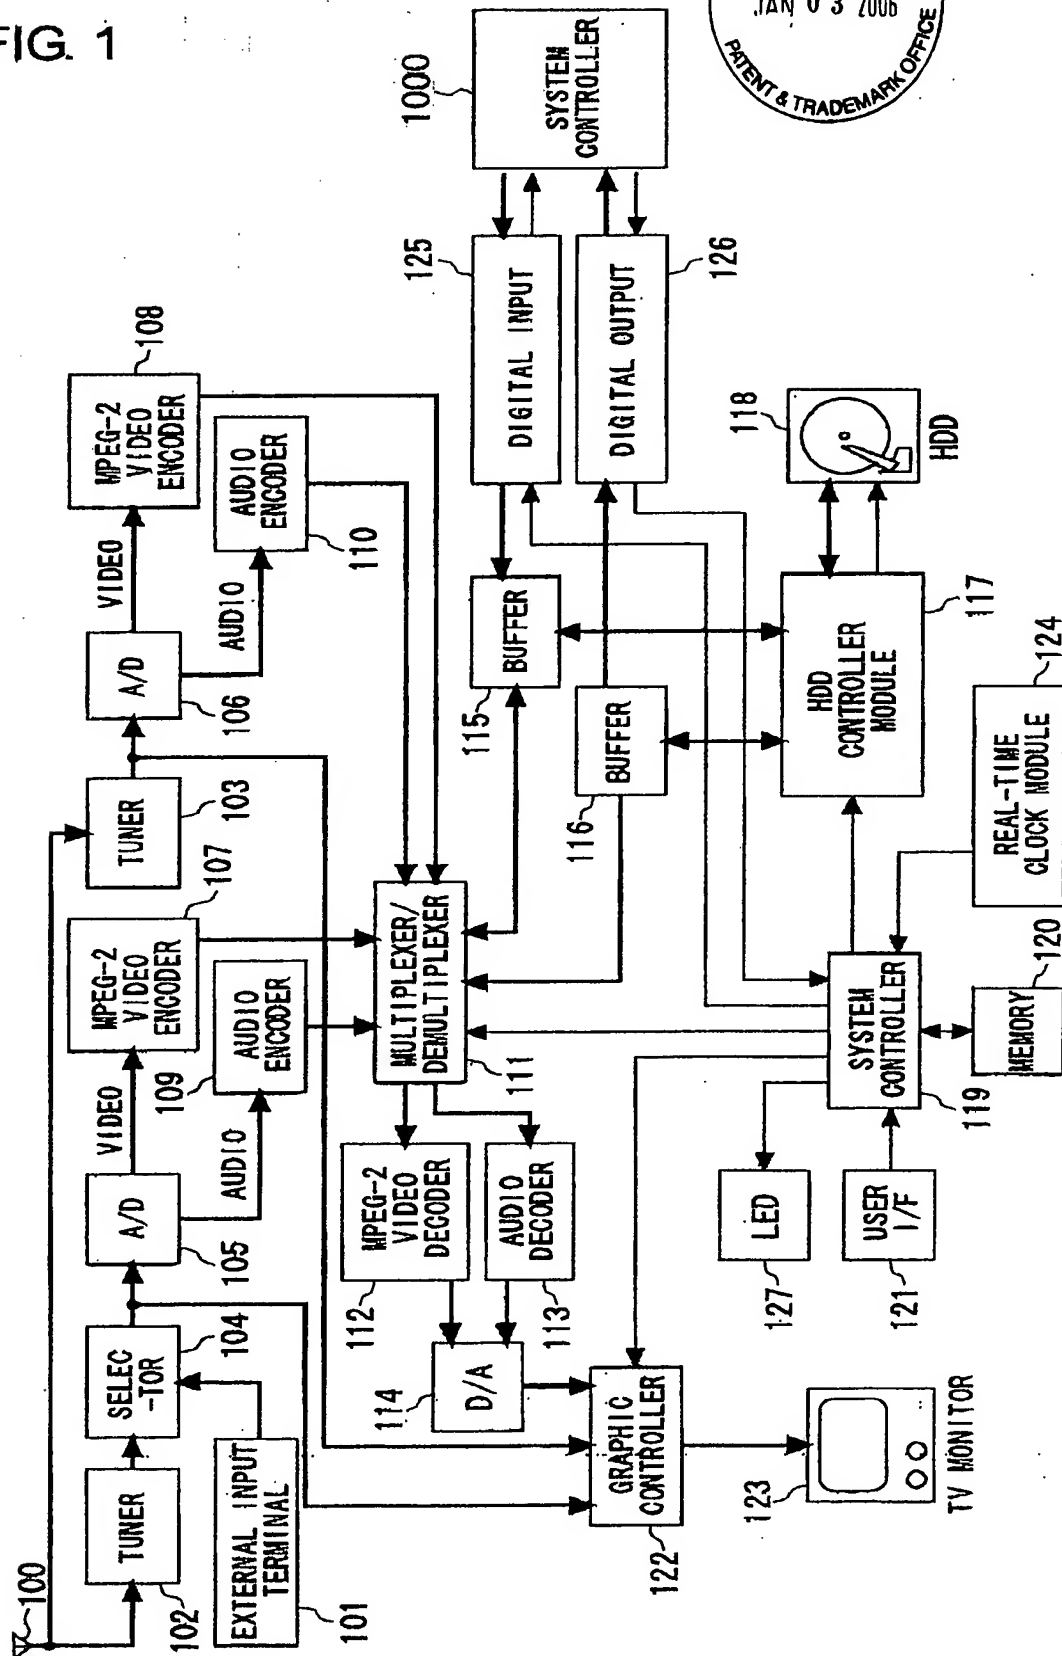 FIG. 1
JAN 03 2006
PATENT & TRADEMARK OFFICE
100
TUNER
102
EXTERNAL INPUT
TERMINAL
101
SELEC
-TOR
104
A/D
105
VIDEO
AUDIO
MPEG-2
VIDEO
ENCODER
107
AUDIO
ENCODER
109
TUNER
103
A/D
106
VIDEO
AUDIO
MPEG-2
VIDEO
ENCODER
108
AUDIO
ENCODER
110
MULTIPLEXER/
DEMULTIPLEXER
111
MPEG-2
VIDEO
DECODER
112
AUDIO
DECODER
113
D/A
114
BUFFER
115
BUFFER
116
DIGITAL INPUT
125
DIGITAL OUTPUT
126
SYSTEM
CONTROLLER
1000
HDD
CONTROLLER
MODULE
117
118
HDD
GRAPHIC
CONTROLLER
122
123
TV MONITOR
LED
127
USER
I/F
121
SYSTEM
CONTROLLER
119
MEMORY
120
REAL-TIME
CLOCK MODULE
124